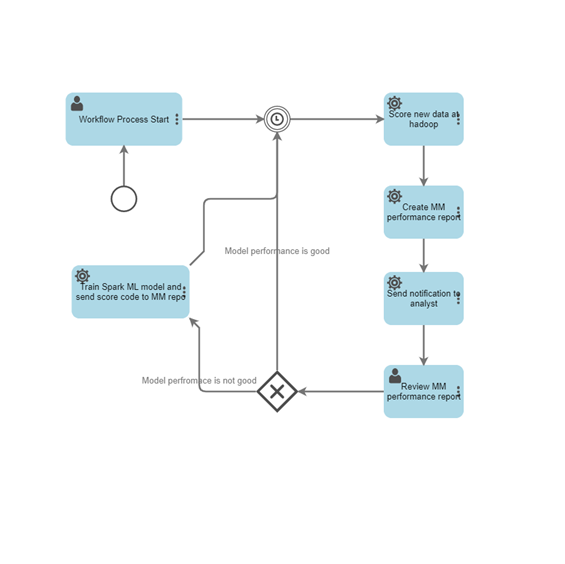 Workflow Process Start
Score new data at
hadoop
Create MM
performance report
Model performance is good
Train Spark ML model and
send score code to MM repo
Send notification to
analyst
Model perfromace is not good
Review MM
performance report